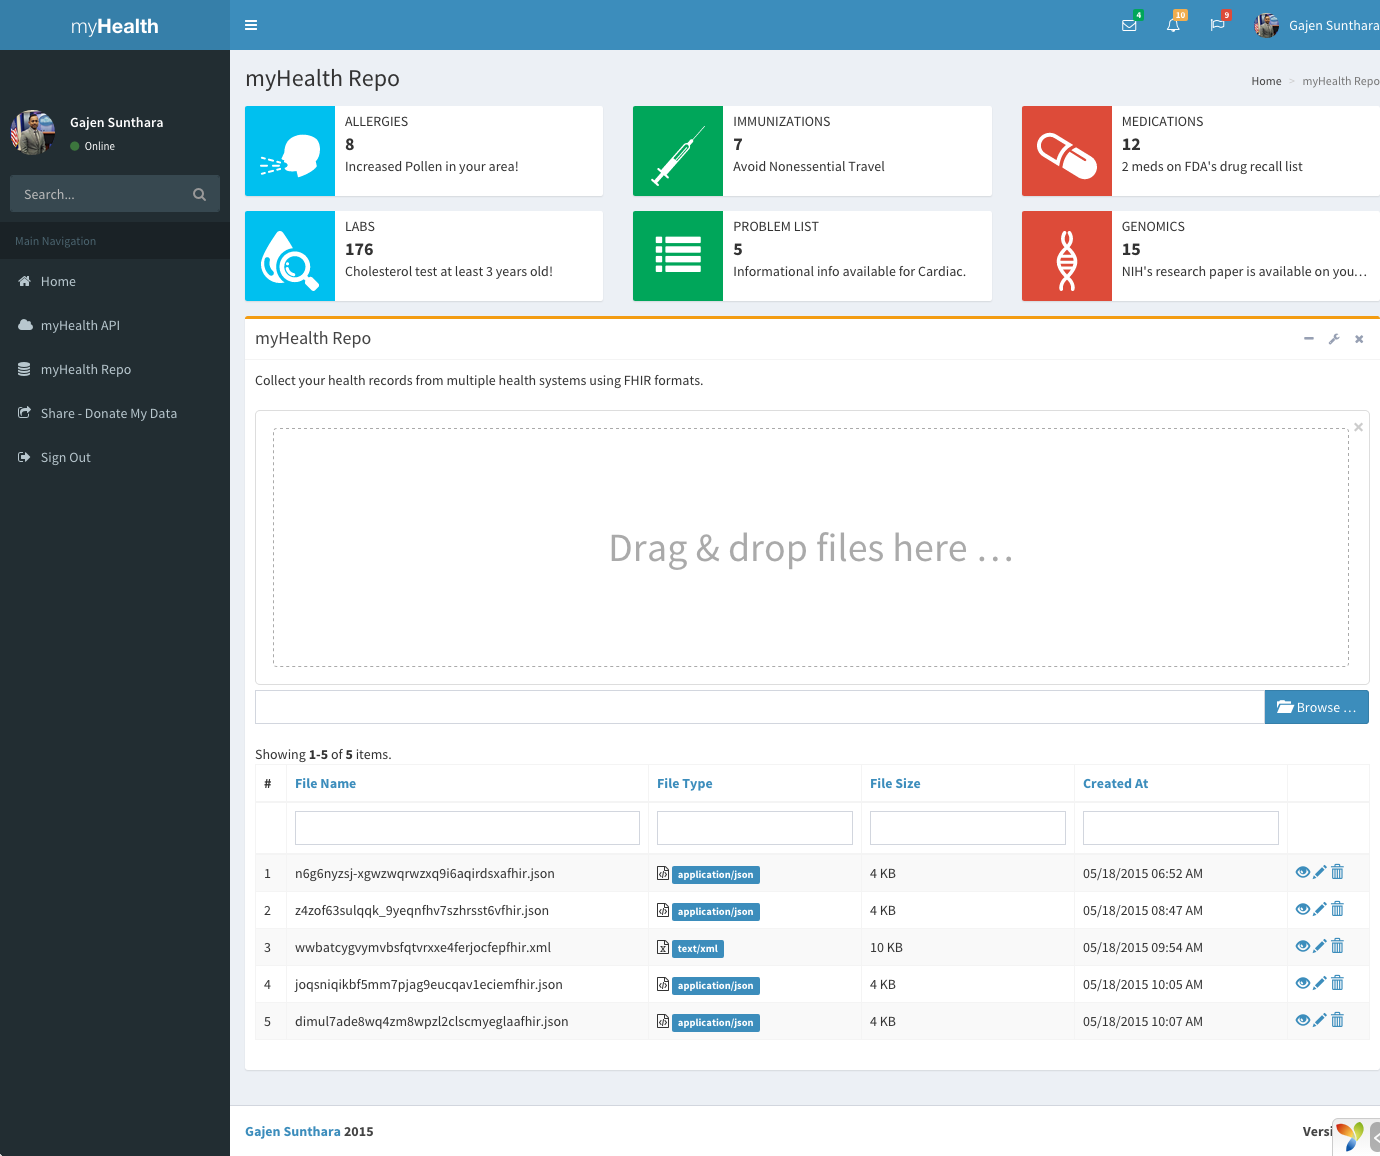 myHealth
4
10
9
Gajen Sunthara
Gajen Sunthara
Online
Search...
Main Navigation
Home
myHealth API
myHealth Repo
Share - Donate My Data
Sign Out
myHealth Repo
Home > myHealth Repo
ALLERGIES
8
Increased Pollen in your area!
IMMUNIZATIONS
7
Avoid Nonessential Travel
MEDICATIONS
12
2 meds on FDA's drug recall list
LABS
176
Cholesterol test at least 3 years old!
PROBLEM LIST
5
Informational info available for Cardiac.
GENOMICS
15
NIH's research paper is available on you...
myHealth Repo
Collect your health records from multiple health systems using FHIR formats.
Drag & drop files here ...
Browse ...
Showing 1-5 of 5 items.
# File Name File Type File Size Created At
1 n6g6nyzsj-xgwzwqrwzxq9i6aqirdsxafhir.json application/json 4 KB 05/18/2015 06:52 AM
2 z4zof63sulqqk_9yeqnfhv7szhrsst6vfhir.json application/json 4 KB 05/18/2015 08:47 AM
3 wwbatcygvymvbsfqtvrxxe4ferjocfepfhir.xml text/xml 10 KB 05/18/2015 09:54 AM
4 joqsniqikbf5mm7pjag9eucqav1eciemfhir.json application/json 4 KB 05/18/2015 10:05 AM
5 dimul7ade8wq4zm8wpzl2clscmyeglaafhir.json application/json 4 KB 05/18/2015 10:07 AM
Gajen Sunthara 2015
Versi